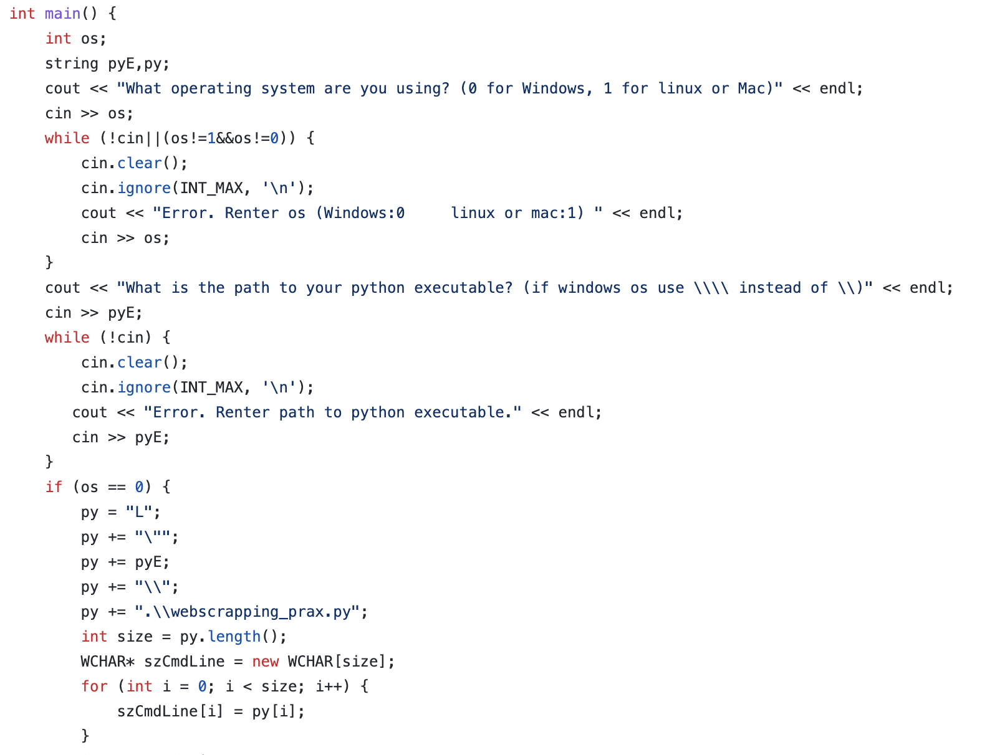 int main() {
    int os;
    string pyE,py;
    cout << "What operating system are you using? (0 for Windows, 1 for linux or Mac)" << endl;
    cin >> os;
    while (!cin||(os!=1&&os!=0)) {
        cin.clear();
        cin.ignore(INT_MAX, '\n');
        cout << "Error. Renter os (Windows:0     linux or mac:1) " << endl;
        cin >> os;
    }
    cout << "What is the path to your python executable? (if windows os use \\\\ instead of \\)" << endl;
    cin >> pyE;
    while (!cin) {
        cin.clear();
        cin.ignore(INT_MAX, '\n');
       cout << "Error. Renter path to python executable." << endl;
       cin >> pyE;
    }
    if (os == 0) {
        py = "L";
        py += "\"";
        py += pyE;
        py += "\\";
        py += ".\\webscrapping_prax.py";
        int size = py.length();
        WCHAR* szCmdLine = new WCHAR[size];
        for (int i = 0; i < size; i++) {
            szCmdLine[i] = py[i];
        }